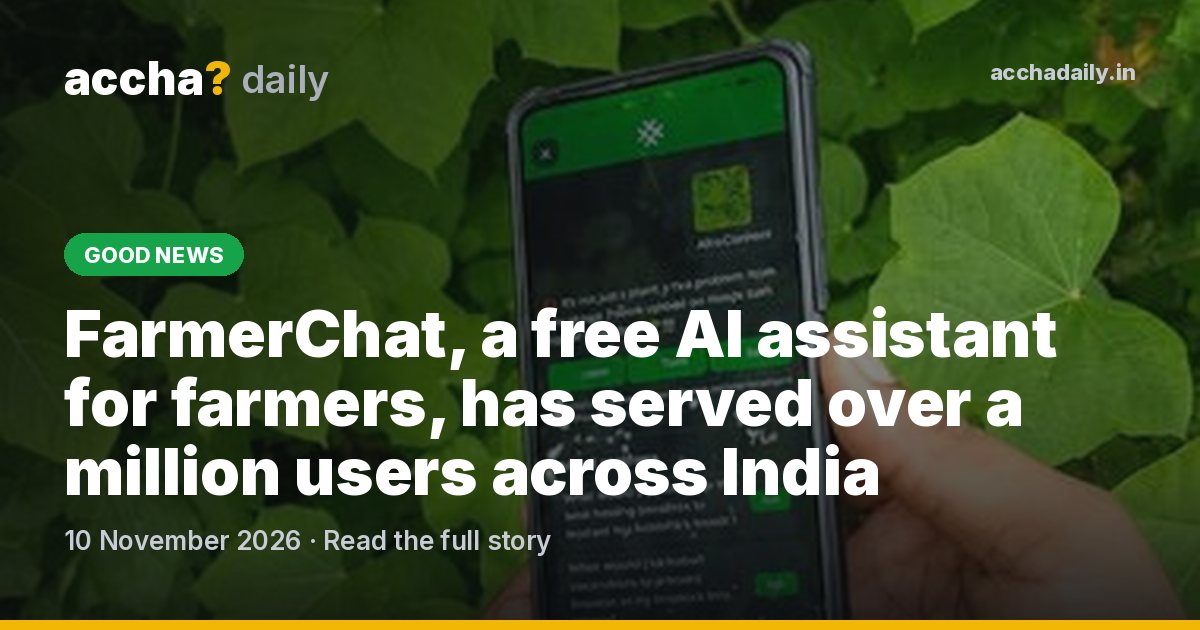 accha? daily
acchadaily.in
GOOD NEWS
FarmerChat, a free AI assistant
for farmers, has served over a
million users across India
10 November 2026 · Read the full story